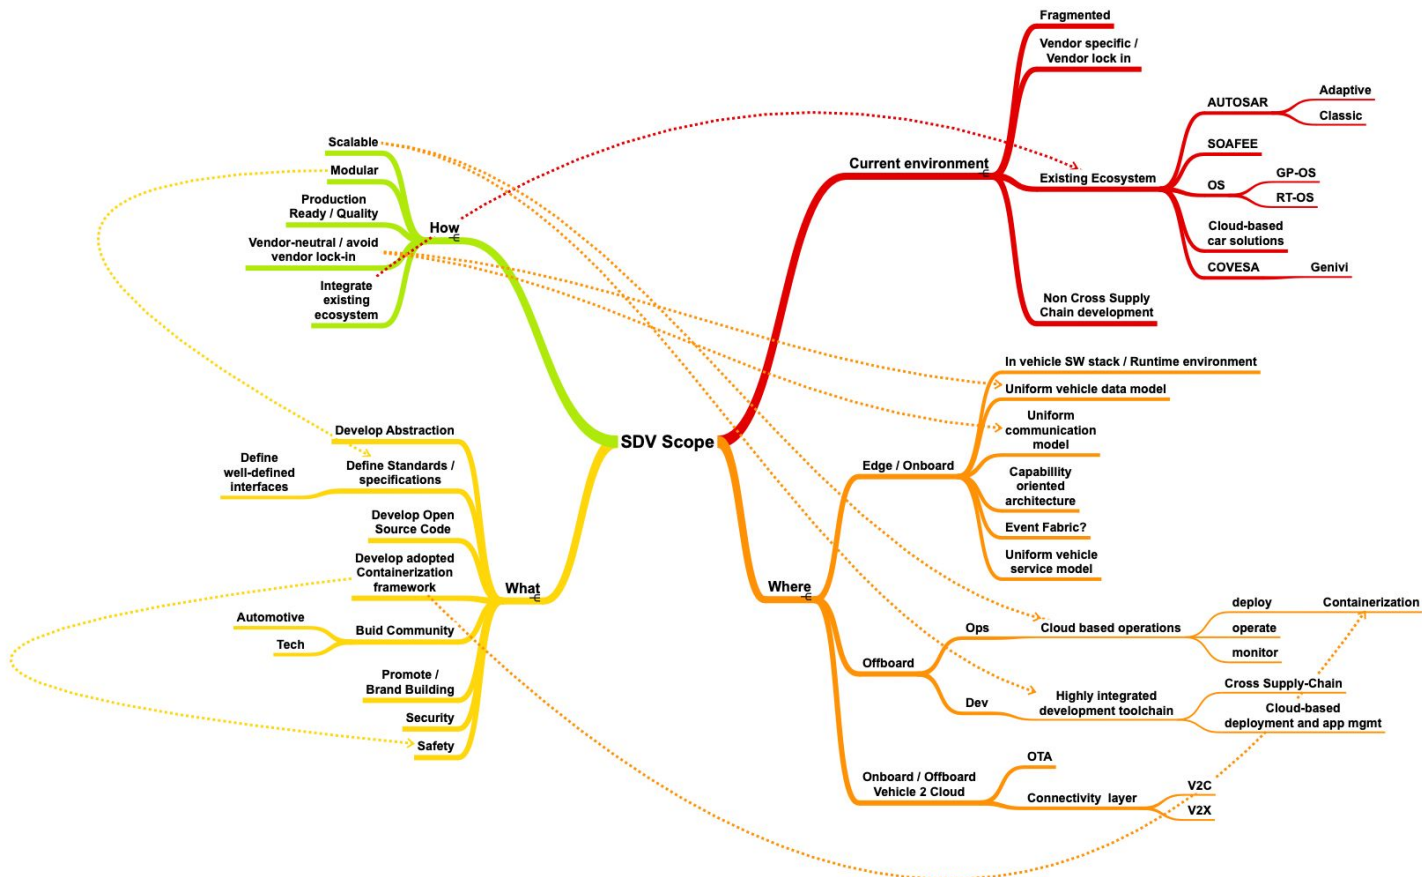 SDV Scope
Current environment
Fragmented
Vendor specific /
Vendor lock in
Existing Ecosystem
AUTOSAR
Adaptive
Classic
SOAFEE
OS
GP-OS
RT-OS
Cloud-based
car solutions
COVESA
Genivi
Non Cross Supply
Chain development
Where
Edge / Onboard
In vehicle SW stack / Runtime environment
Uniform vehicle data model
Uniform
communication
model
Capabillity
oriented
architecture
Event Fabric?
Uniform vehicle
service model
Offboard
Ops
Cloud based operations
deploy
Containerization
operate
monitor
Dev
Highly integrated
development toolchain
Cross Supply-Chain
Cloud-based
deployment and app mgmt
Onboard / Offboard
Vehicle 2 Cloud
OTA
Connectivity layer
V2C
V2X
How
Scalable
Modular
Production
Ready / Quality
Vendor-neutral / avoid
vendor lock-in
Integrate
existing
ecosystem
What
Develop Abstraction
Define Standards /
specifications
Define
well-defined
interfaces
Develop Open
Source Code
Develop adopted
Containerization
framework
Buid Community
Automotive
Tech
Promote /
Brand Building
Security
Safety